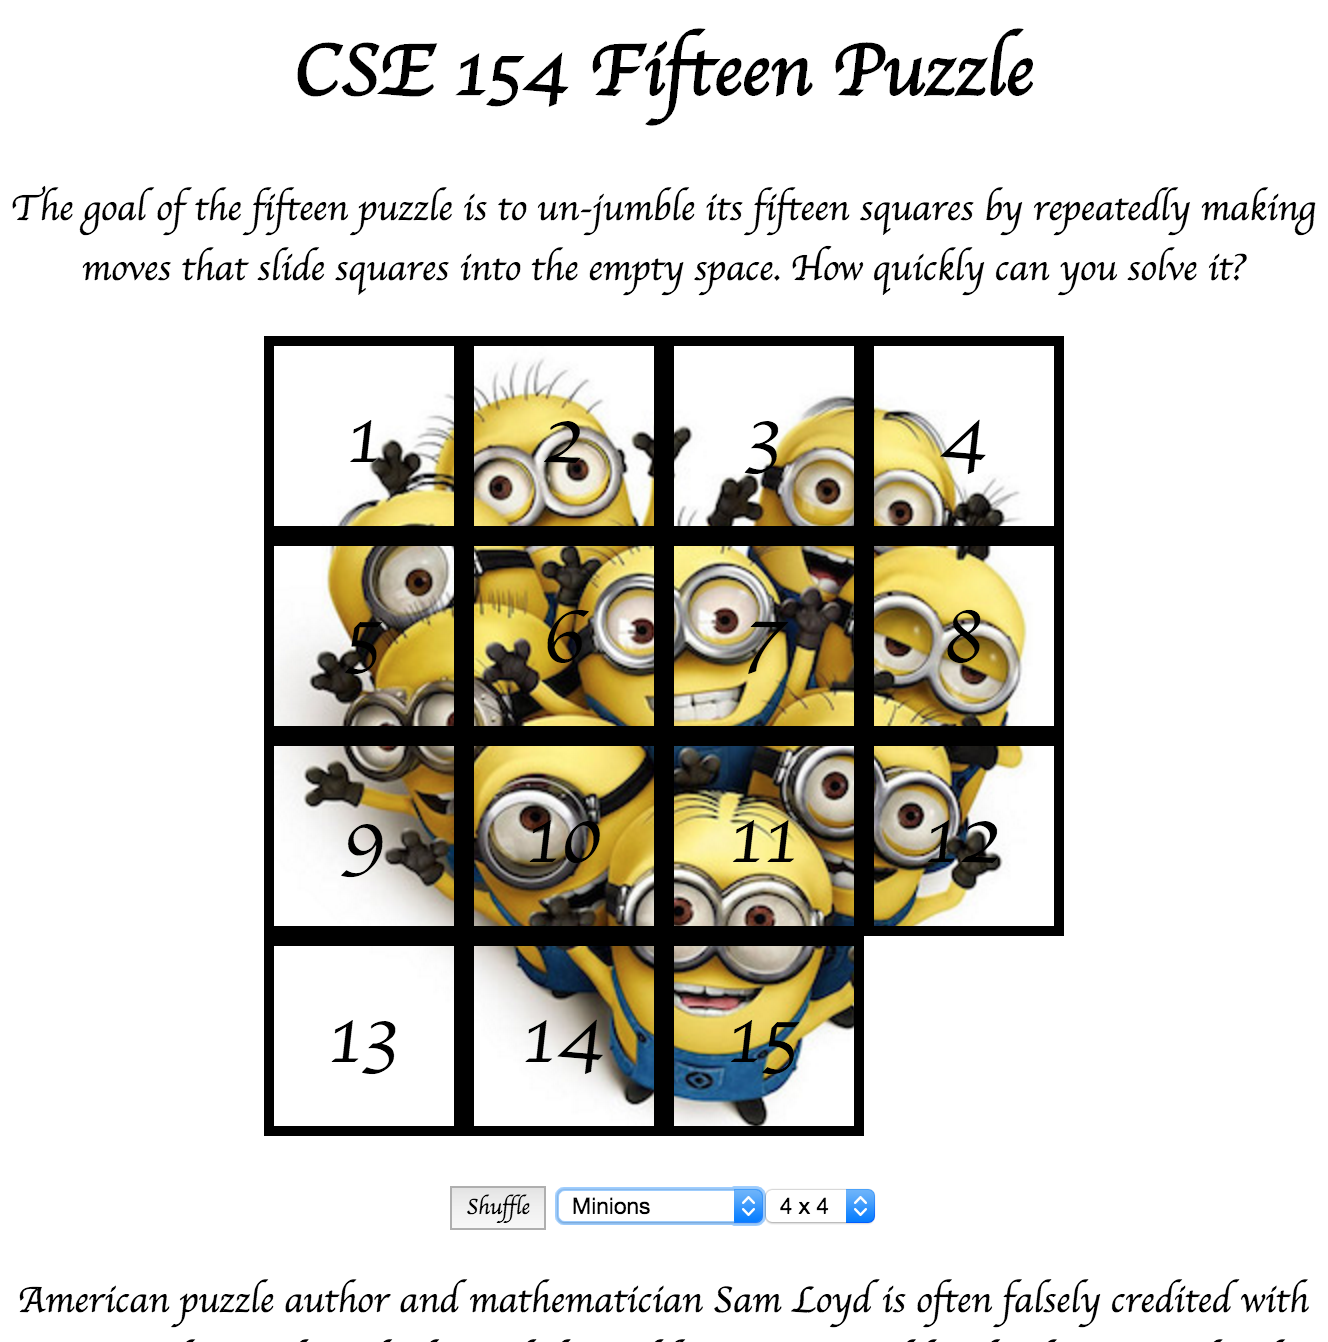 CSE 154 Fifteen Puzzle
The goal of the fifteen puzzle is to un-jumble its fifteen squares by repeatedly making
moves that slide squares into the empty space. How quickly can you solve it?
1 2 3 4
5 6 7 8
9 10 11 12
13 14 15
Shuffle Minions 4 x 4
American puzzle author and mathematician Sam Loyd is often falsely credited with